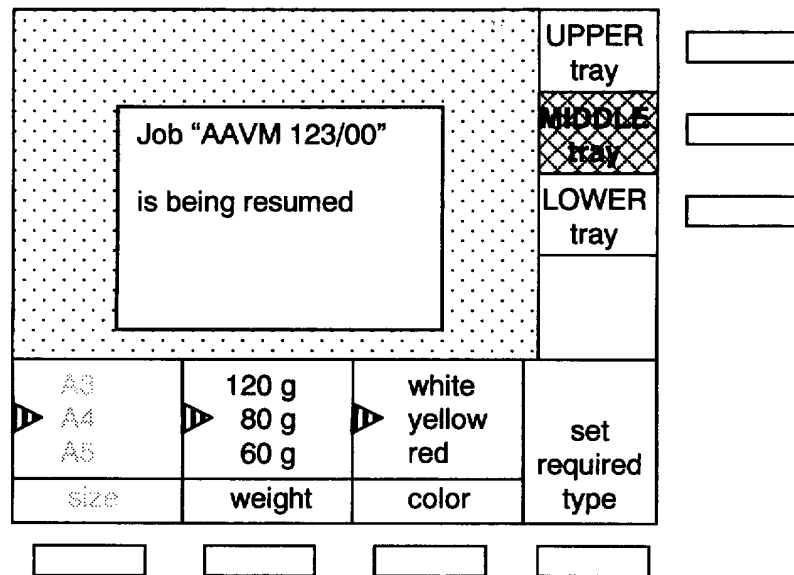 UPPER
tray
MIDDLE
tray
LOWER
tray
Job “AAVM 123/00”
is being resumed
A3
A4
A5
size
120 g
80 g
60 g
weight
white
yellow
red
color
set
required
type